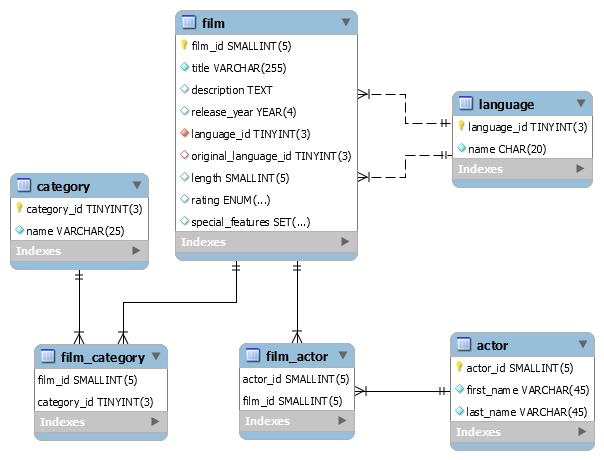 film
film_id SMALLINT(5)
title VARCHAR(255)
description TEXT
release_year YEAR(4)
language_id TINYINT(3)
original_language_id TINYINT(3)
length SMALLINT(5)
rating ENUM(...)
special_features SET(...)
Indexes
language
language_id TINYINT(3)
name CHAR(20)
Indexes
category
category_id TINYINT(3)
name VARCHAR(25)
Indexes
film_category
film_id SMALLINT(5)
category_id TINYINT(3)
Indexes
film_actor
actor_id SMALLINT(5)
film_id SMALLINT(5)
Indexes
actor
actor_id SMALLINT(5)
first_name VARCHAR(45)
last_name VARCHAR(45)
Indexes